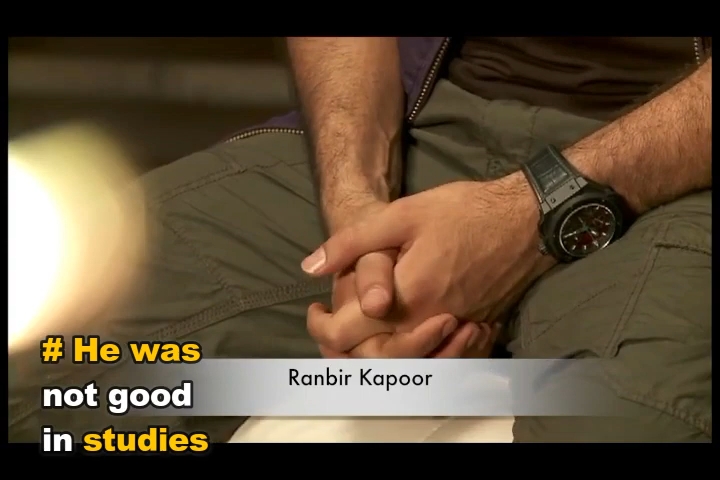 # He was
not good
in studies
Ranbir Kapoor